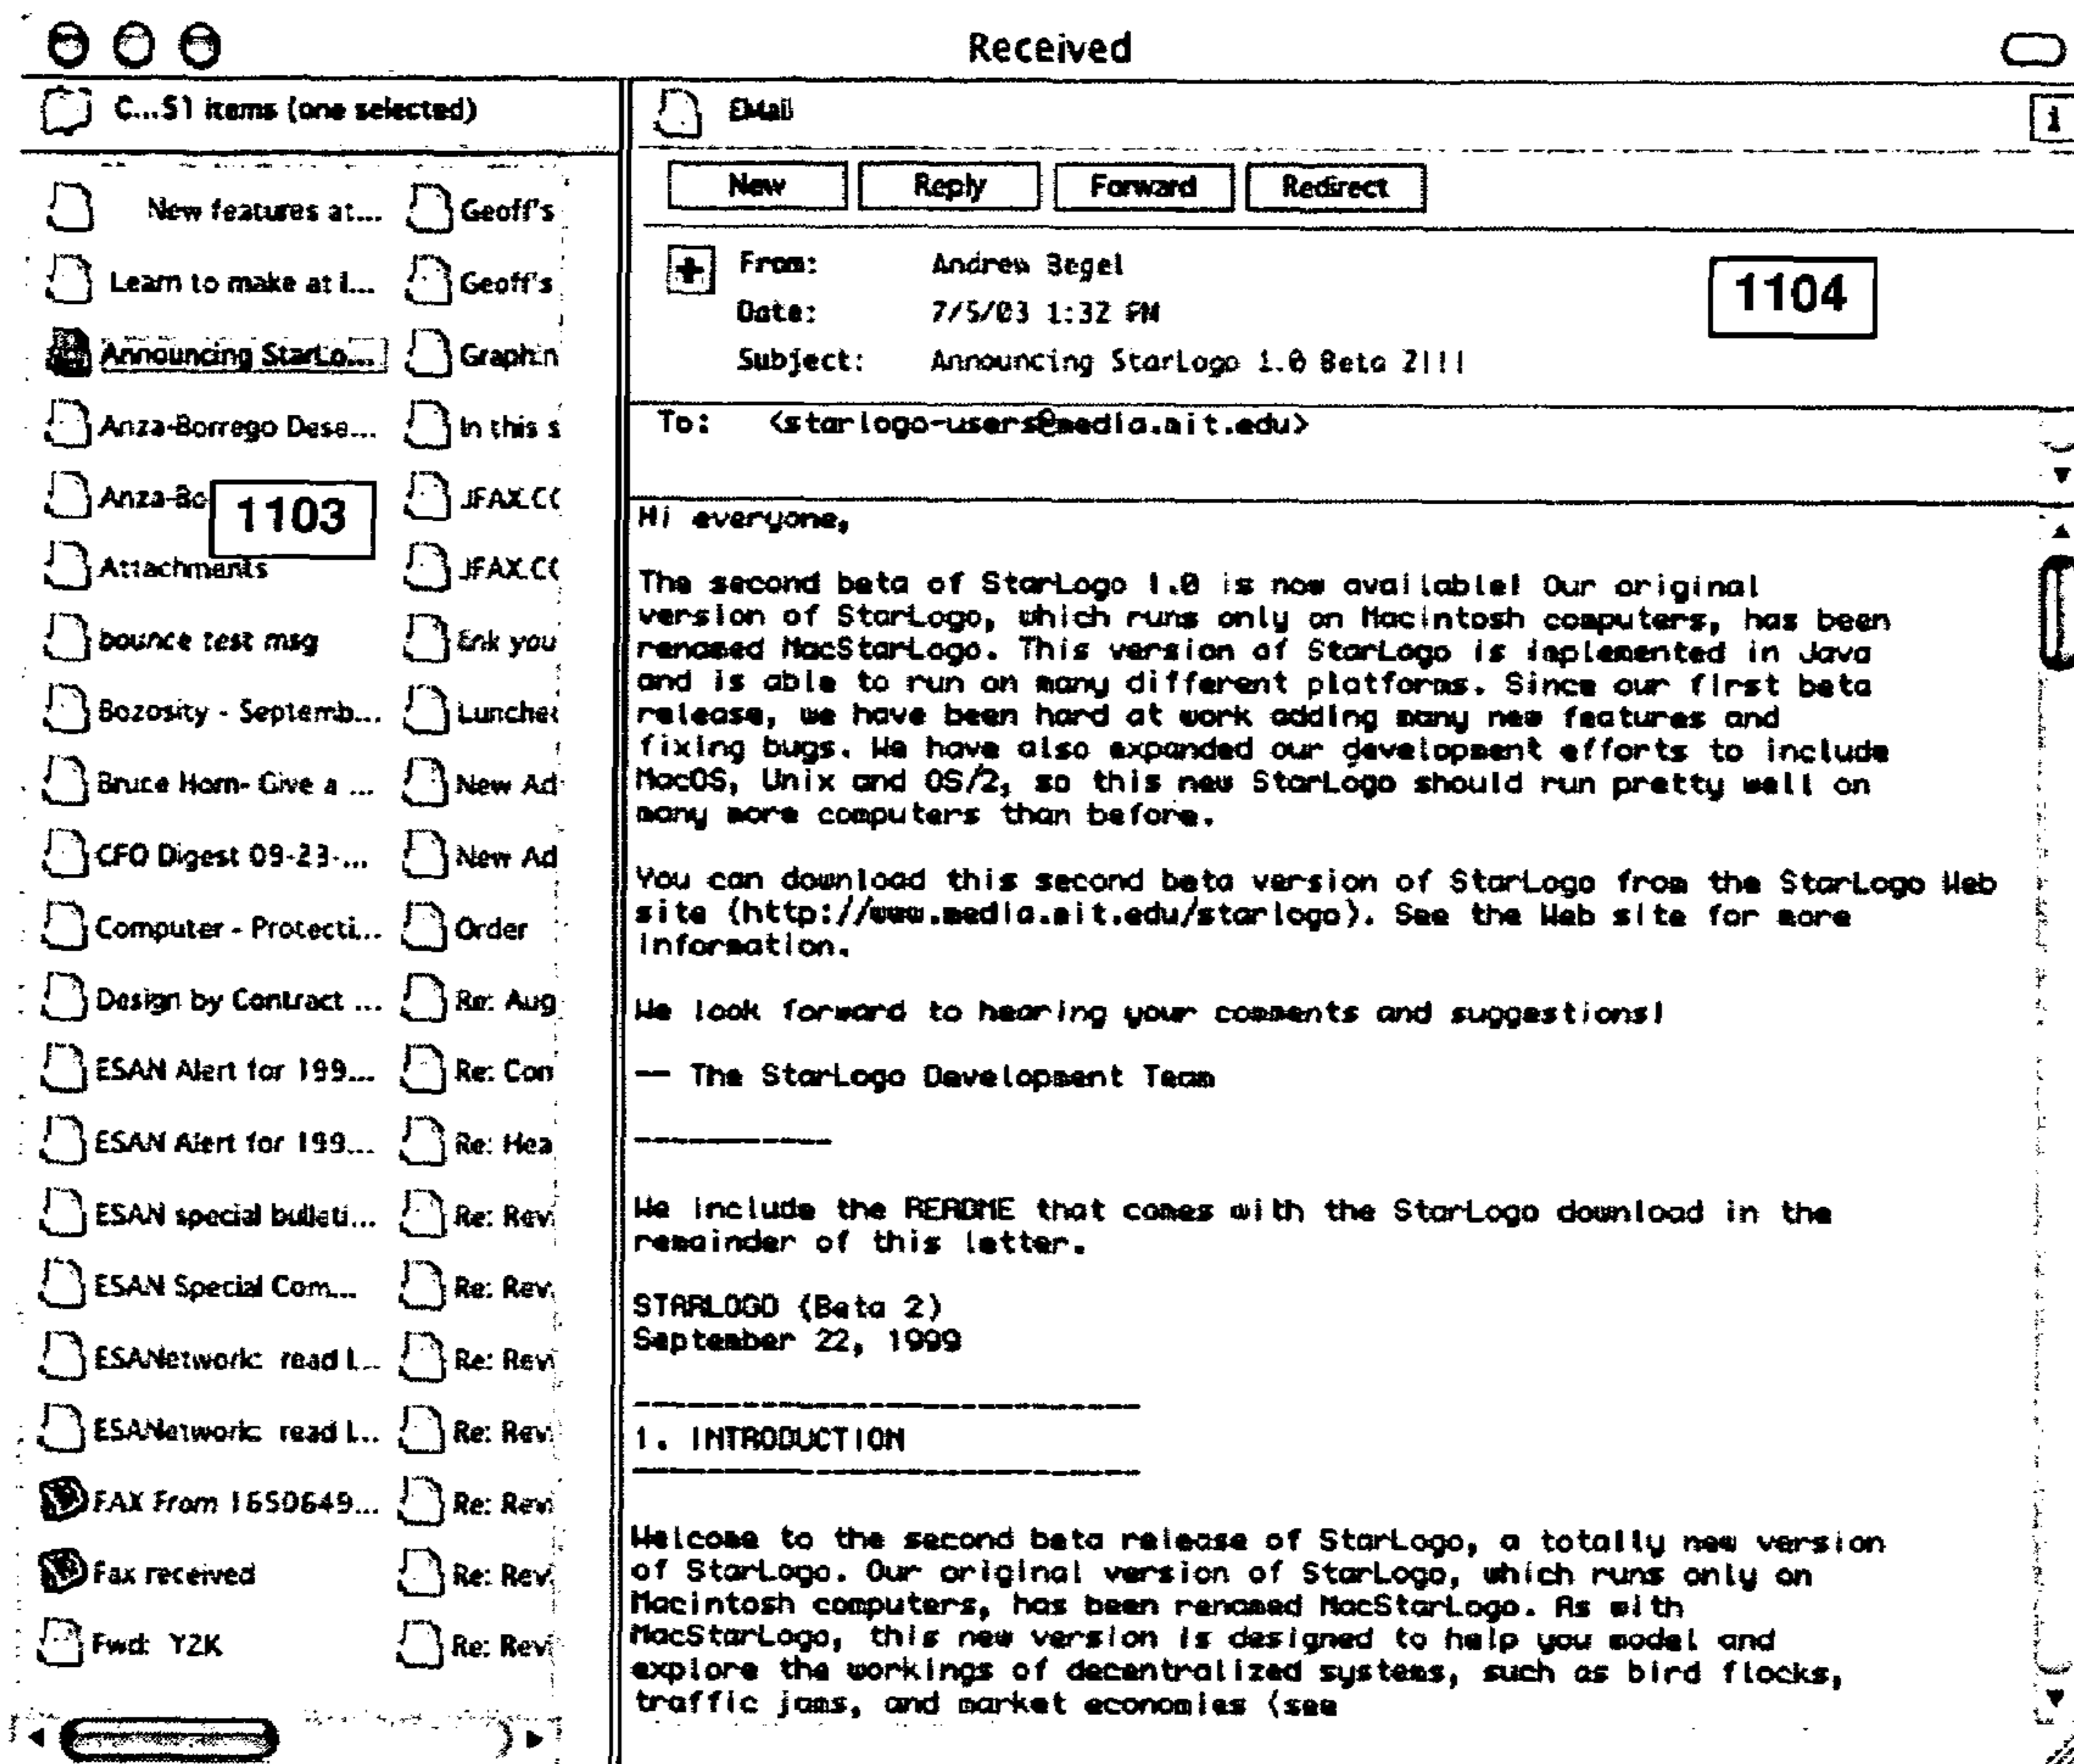 Received
C...51 items (one selected)
New features at...
Learn to make at l...
Announcing StarLo...
Anza-Borrego Dese...
Anza-Bo
1103
Attachments
bounce test msg
Bozosity - Septemb...
Bruce Horn- Give a ...
CFO Digest 09-23-...
Computer - Protecti...
Design by Contract ...
ESAN Alert for 199...
ESAN Alert for 199...
ESAN special bulleti...
ESAN Special Com...
ESANetwork: read l...
ESANetwork: read l...
FAX From 1650649...
Fax received
Fwd: Y2K
Geoff's
Geoff's
Graphin
In this s
JFAX.CC
JFAX.CC
you
Lunche
New Ad
New Ad
Order
Re: Aug
Re: Con
Re: Hea
Re: Rev
Re: Rev
Re: Revi
Re: Rev
Re: Revi
Re: Rev
Re: Revi
EMail
i
New Reply Forward Redirect
From: Andrew Begel
1104
Date: 7/5/03 1:32 PM
Subject: Announcing StarLogo 1.0 Beta 2!!!
To: <starlogo-users@media.mit.edu>
Hi everyone,
The second beta of StarLogo 1.0 is now available! Our original
version of StarLogo, which runs only on Macintosh computers, has been
renamed MacStarLogo. This version of StarLogo is implemented in Java
and is able to run on many different platforms. Since our first beta
release, we have been hard at work adding many new features and
fixing bugs. We have also expanded our development efforts to include
MacOS, Unix and OS/2, so this new StarLogo should run pretty well on
many more computers than before.
You can download this second beta version of StarLogo from the StarLogo Web
site (http://www.media.mit.edu/starlogo). See the Web site for more
information.
We look forward to hearing your comments and suggestions!
-- The StarLogo Development Team
We include the README that comes with the StarLogo download in the
remainder of this letter.
STARLOGO (Beta 2)
September 22, 1999
1. INTRODUCTION
Welcome to the second beta release of StarLogo, a totally new version
of StarLogo. Our original version of StarLogo, which runs only on
Macintosh computers, has been renamed MacStarLogo. As with
MacStarLogo, this new version is designed to help you model and
explore the workings of decentralized systems, such as bird flocks,
traffic jams, and market economies (see